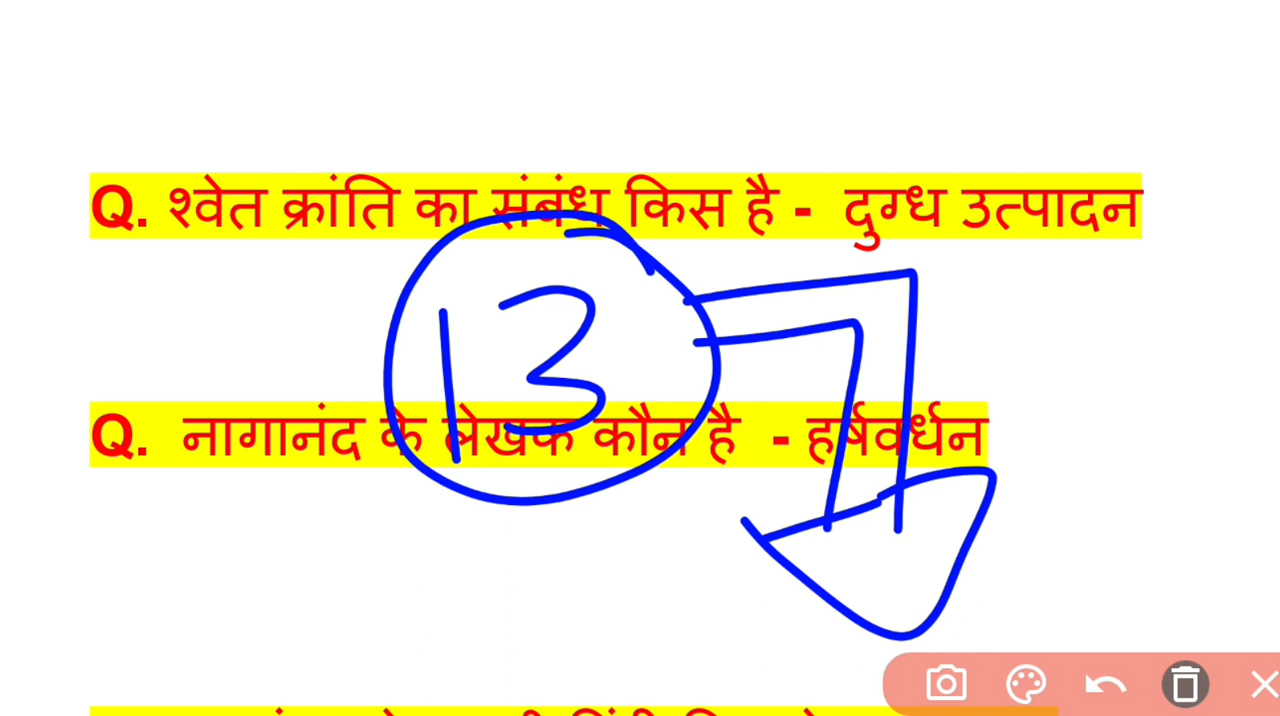 Q. श्वेत क्रांति का संबंध किस है - दुग्ध उत्पादन
13
Q. नागानंद के लेखक कौन है - हर्षवर्धन